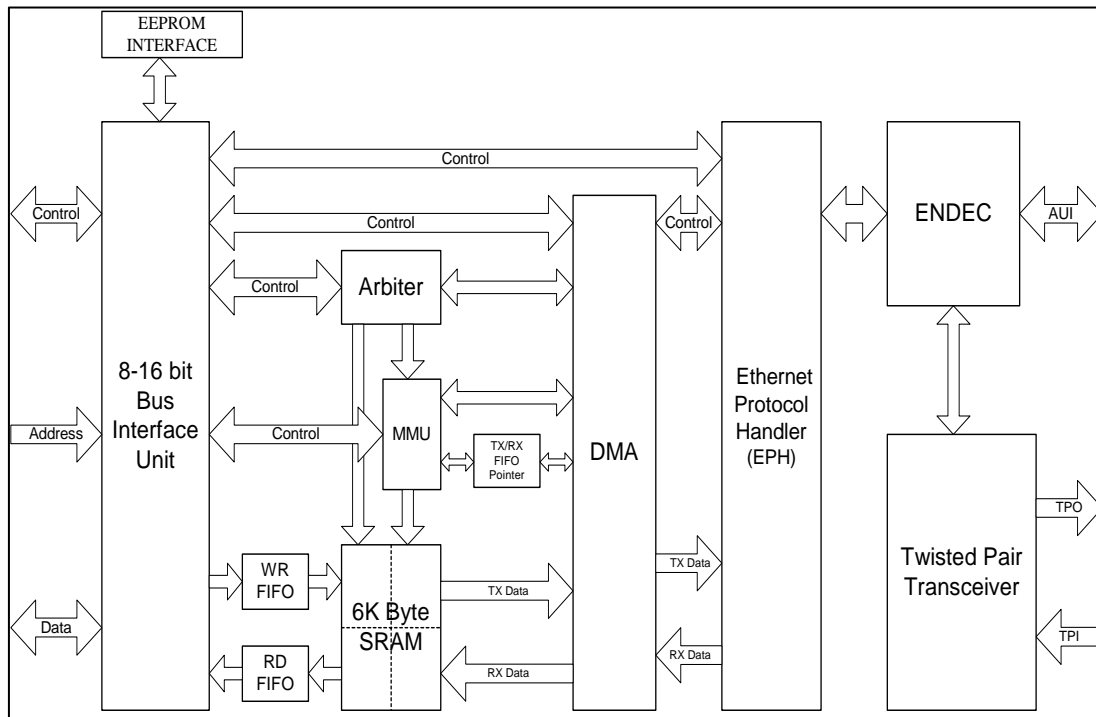 EEPROM
INTERFACE
Control
Control
Control
Control
ENDEC
AUI
Control
Arbiter
8-16 bit
Bus
Interface
Unit
Address
Control
MMU
TX/RX
FIFO
Pointer
DMA
Ethernet
Protocol
Handler
(EPH)
TPO
Twisted Pair
Transceiver
TPI
WR
FIFO
6K Byte
SRAM
TX Data
TX Data
Data
RD
FIFO
RX Data
RX Data